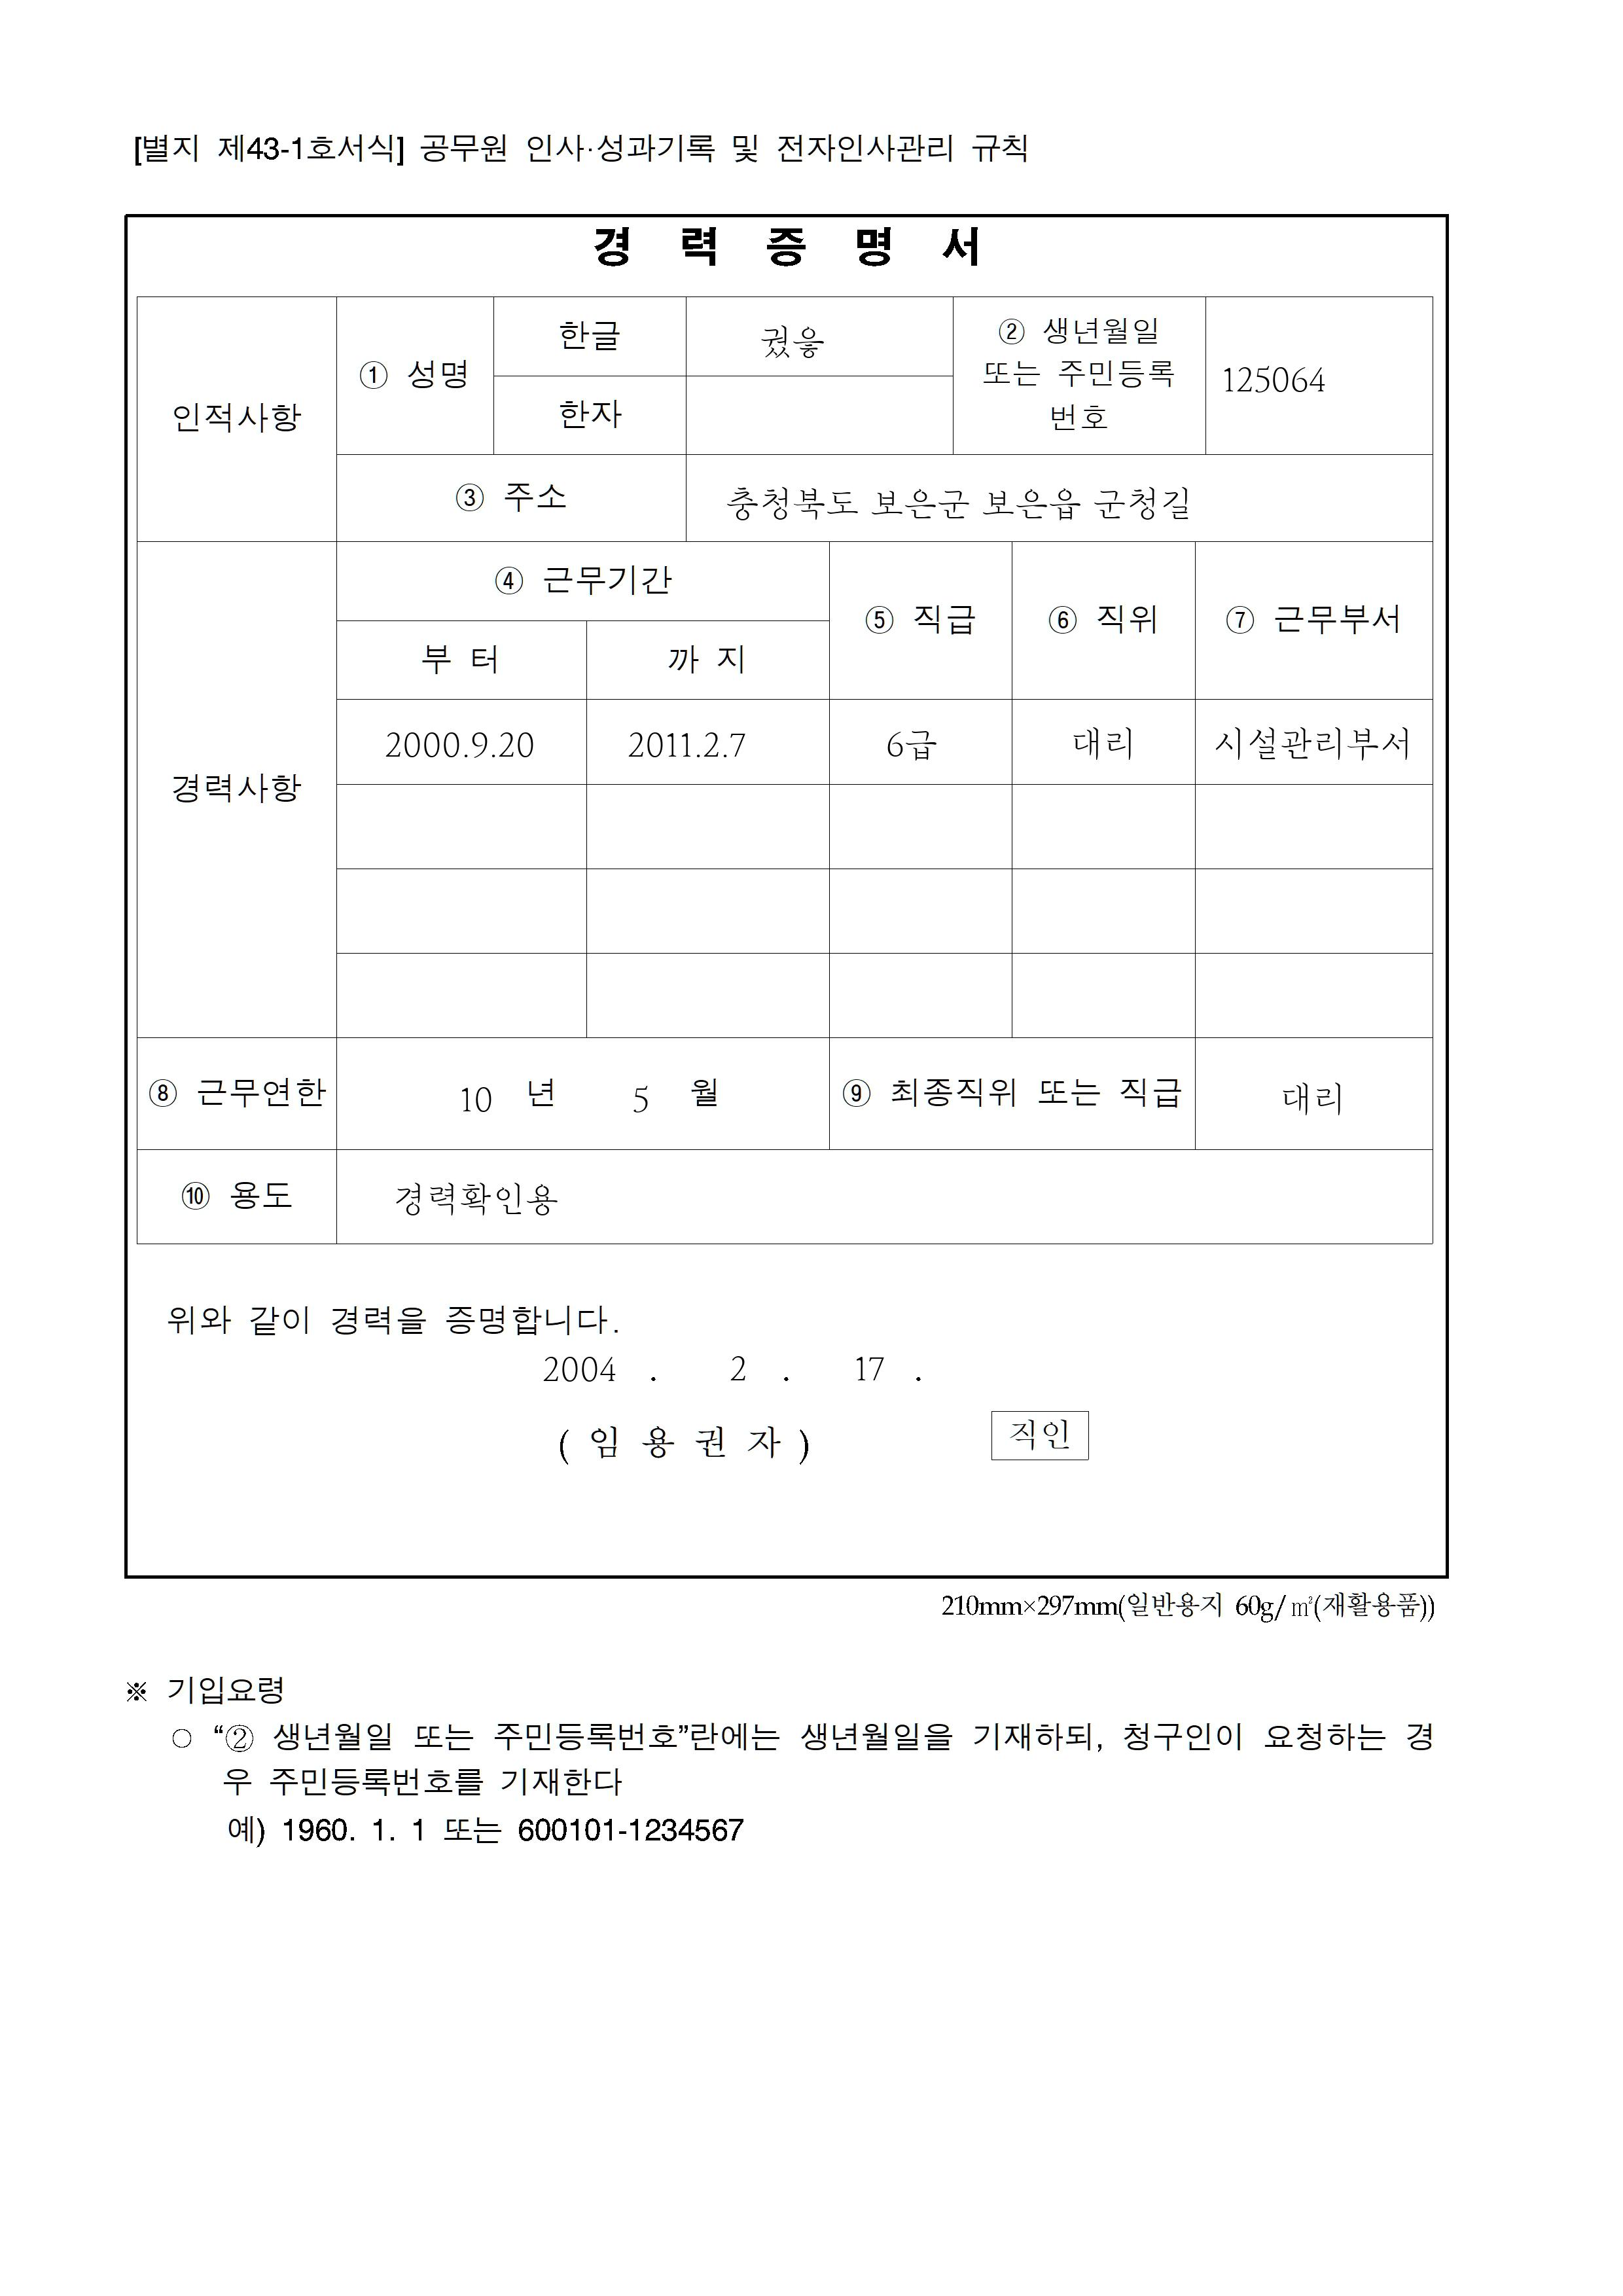 [별지 제43-1호서식] 공무원 인사·성과기록 및 전자인사관리 규칙
경 력 증 명 서
인적사항
① 성명
한글
궜읗
② 생년월일
또는 주민등록
번호
125064
한자
③ 주소
충청북도 보은군 보은읍 군청길
경력사항
④ 근무기간
⑤ 직급
⑥ 직위
⑦ 근무부서
부 터
까 지
2000.9.20
2011.2.7
6급
대리
시설관리부서
⑧ 근무연한
10 년 5 월
⑨ 최종직위 또는 직급
대리
⑩ 용도
경력확인용
위와 같이 경력을 증명합니다.
2004 . 2 . 17 .
( 임 용 권 자 )
직인
210mm×297mm(일반용지 60g/㎡(재활용품))
※ 기입요령
○ “② 생년월일 또는 주민등록번호”란에는 생년월일을 기재하되, 청구인이 요청하는 경
우 주민등록번호를 기재한다
예) 1960. 1. 1 또는 600101-1234567